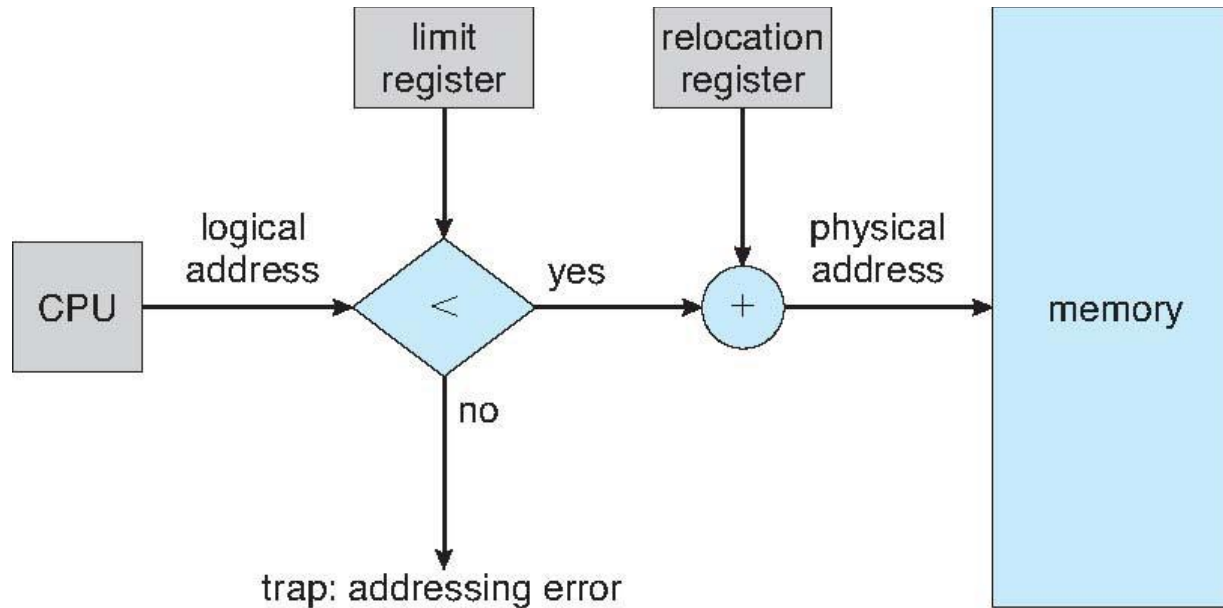 limit
register
relocation
register
logical
address
physical
address
CPU
<
yes
+
memory
no
trap: addressing error